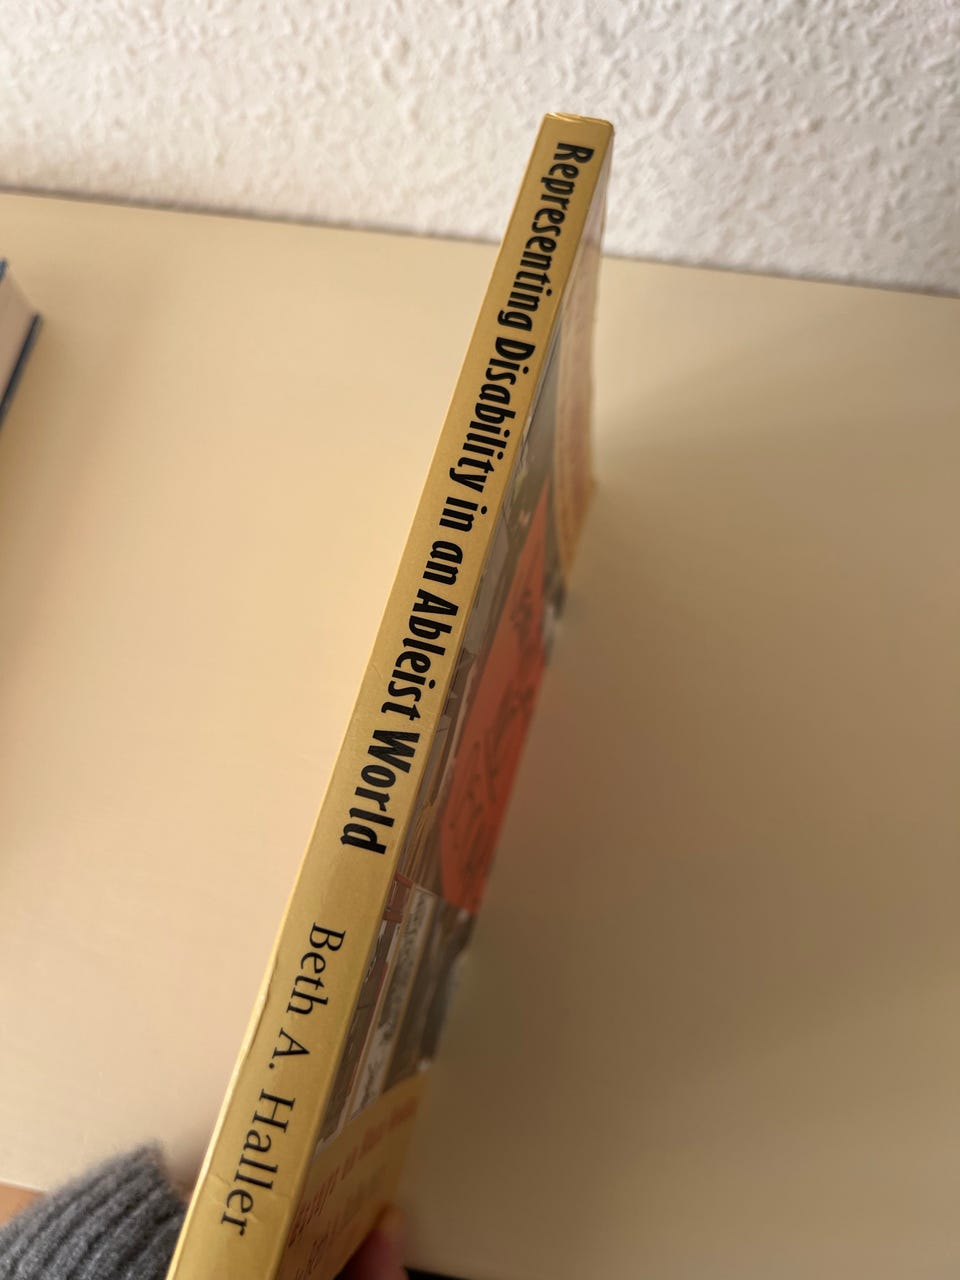 Representing Disability in an Ableist World
Beth A. Haller